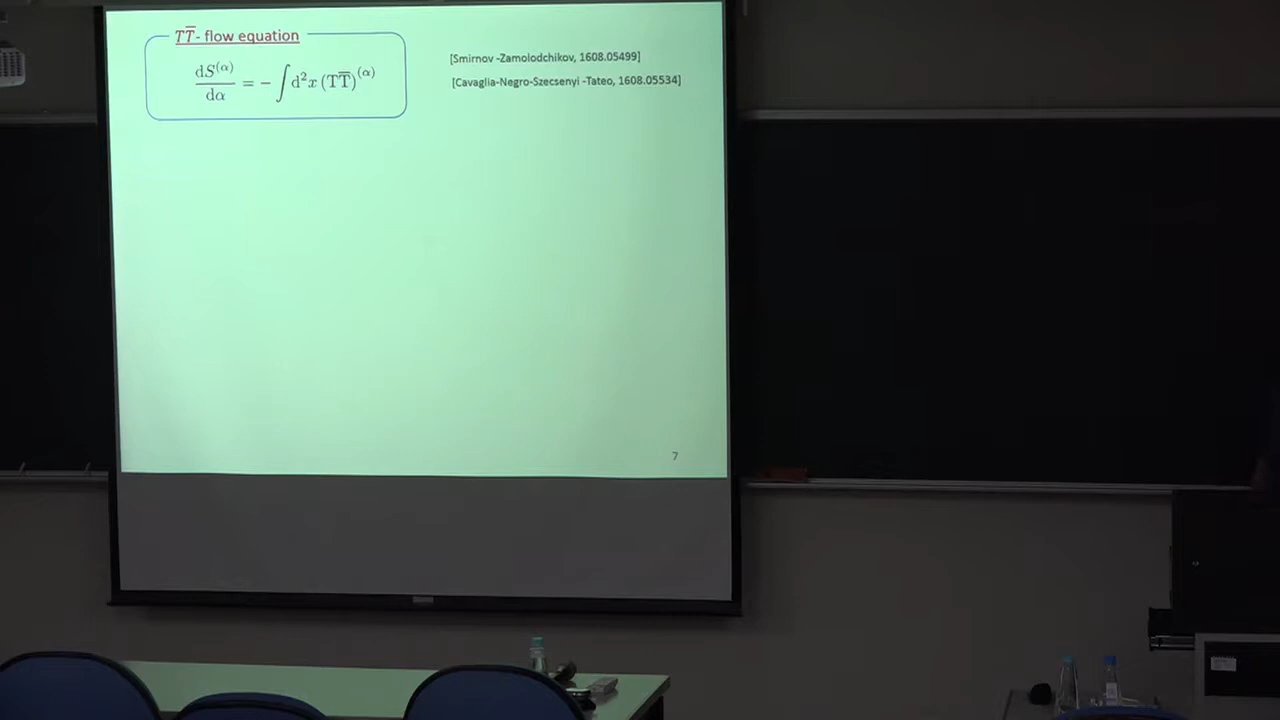 TT̅- flow equation
dS^(α)/dα = − ∫ d²x (TT̅)^(α)
[Smirnov -Zamolodchikov, 1608.05499]
[Cavaglia-Negro-Szecsenyi -Tateo, 1608.05534]
7